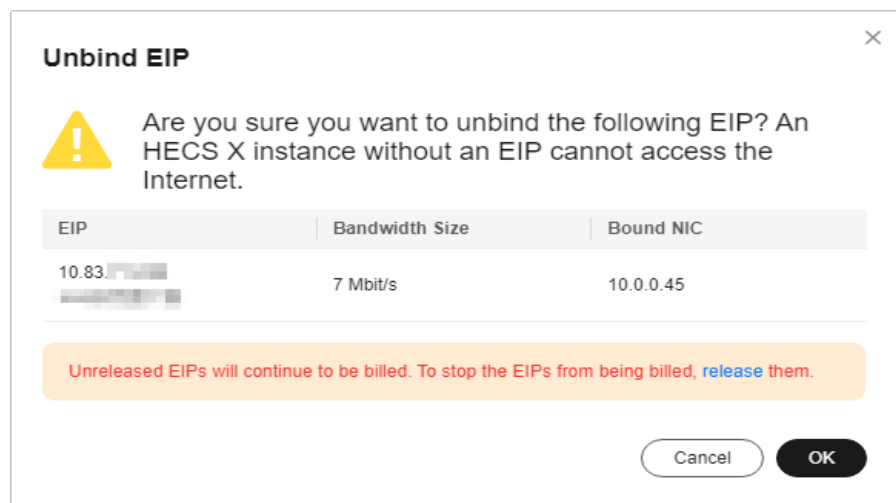 Unbind EIP
Are you sure you want to unbind the following EIP? An
HECS X instance without an EIP cannot access the
Internet.
EIP Bandwidth Size Bound NIC
10.83. 7 Mbit/s 10.0.0.45
Unreleased EIPs will continue to be billed. To stop the EIPs from being billed, release them.
Cancel OK